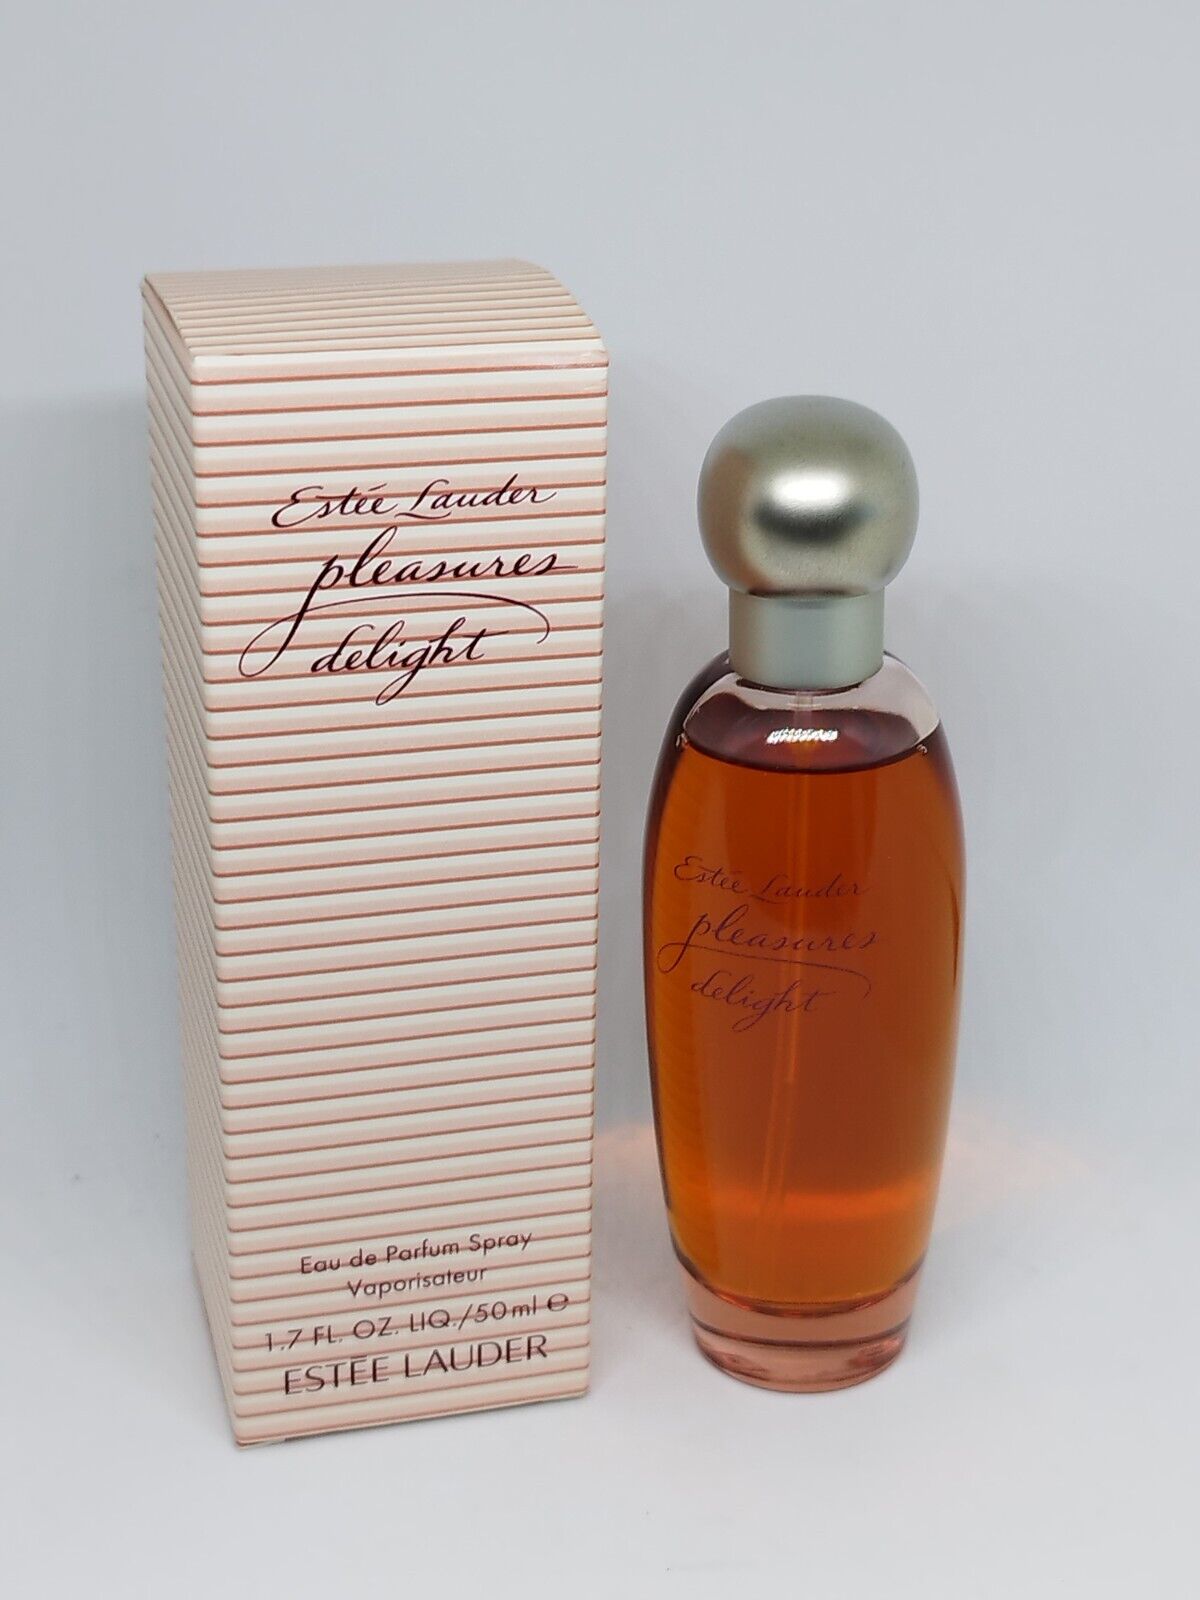 Estée Lauder
pleasures
delight
Eau de Parfum Spray
Vaporisateur
1.7 FL. OZ. LIQ./50 ml ℮
ESTĒE LAUDER
Estée Lauder
pleasures
delight